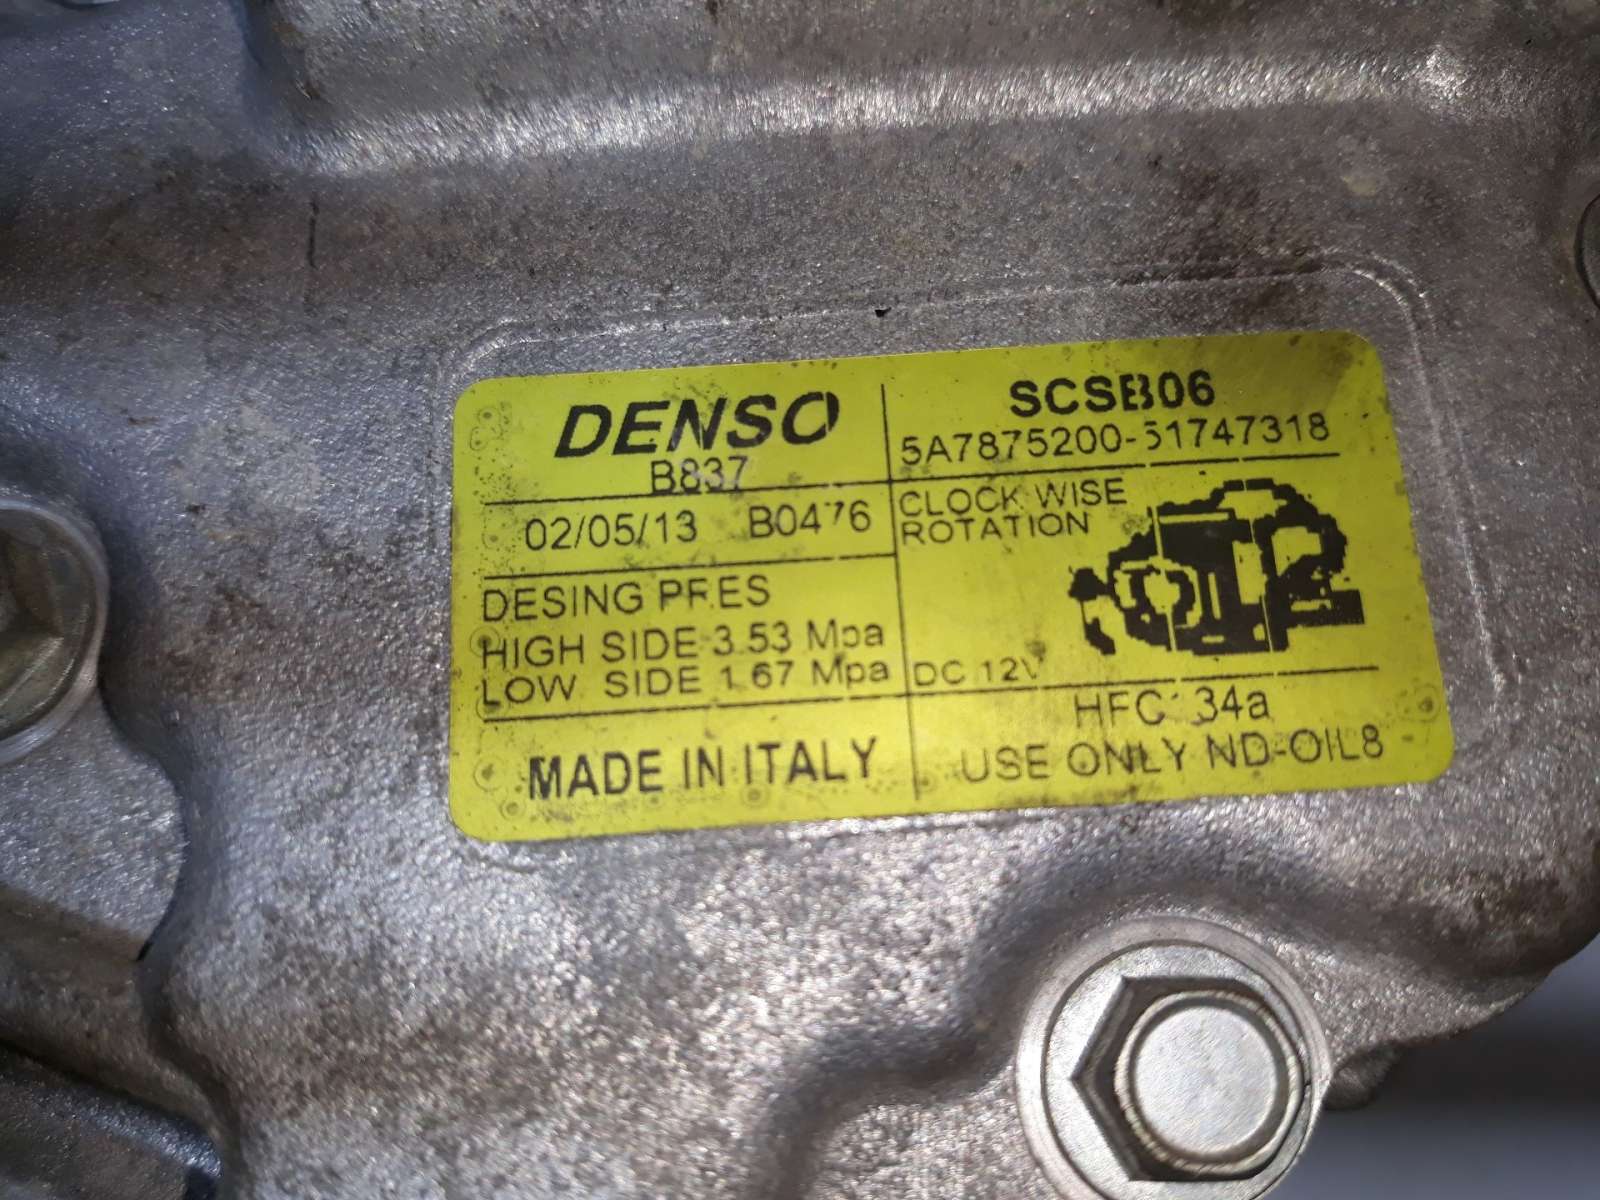 DENSO
B837
02/05/13 B0476
DESING PRES
HIGH SIDE 3.53 Mpa
LOW SIDE 1.67 Mpa
MADE IN ITALY
SCSB06
5A7875200-51747318
CLOCK WISE
ROTATION
DC 12V
HFC134a
USE ONLY ND-OIL8